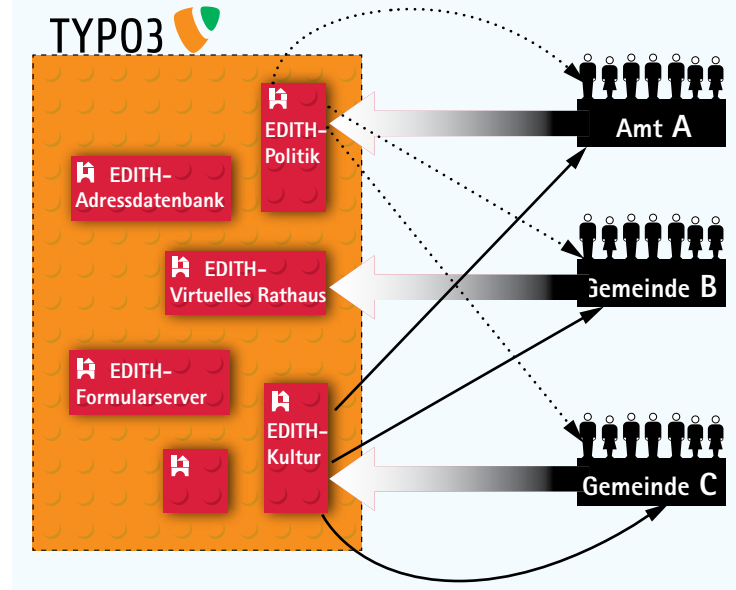 TYPO3
EDITH-
Politik
Amt A
EDITH-
Adressdatenbank
EDITH-
Virtuelles Rathaus
Gemeinde B
EDITH-
Formularserver
EDITH-
Kultur
Gemeinde C